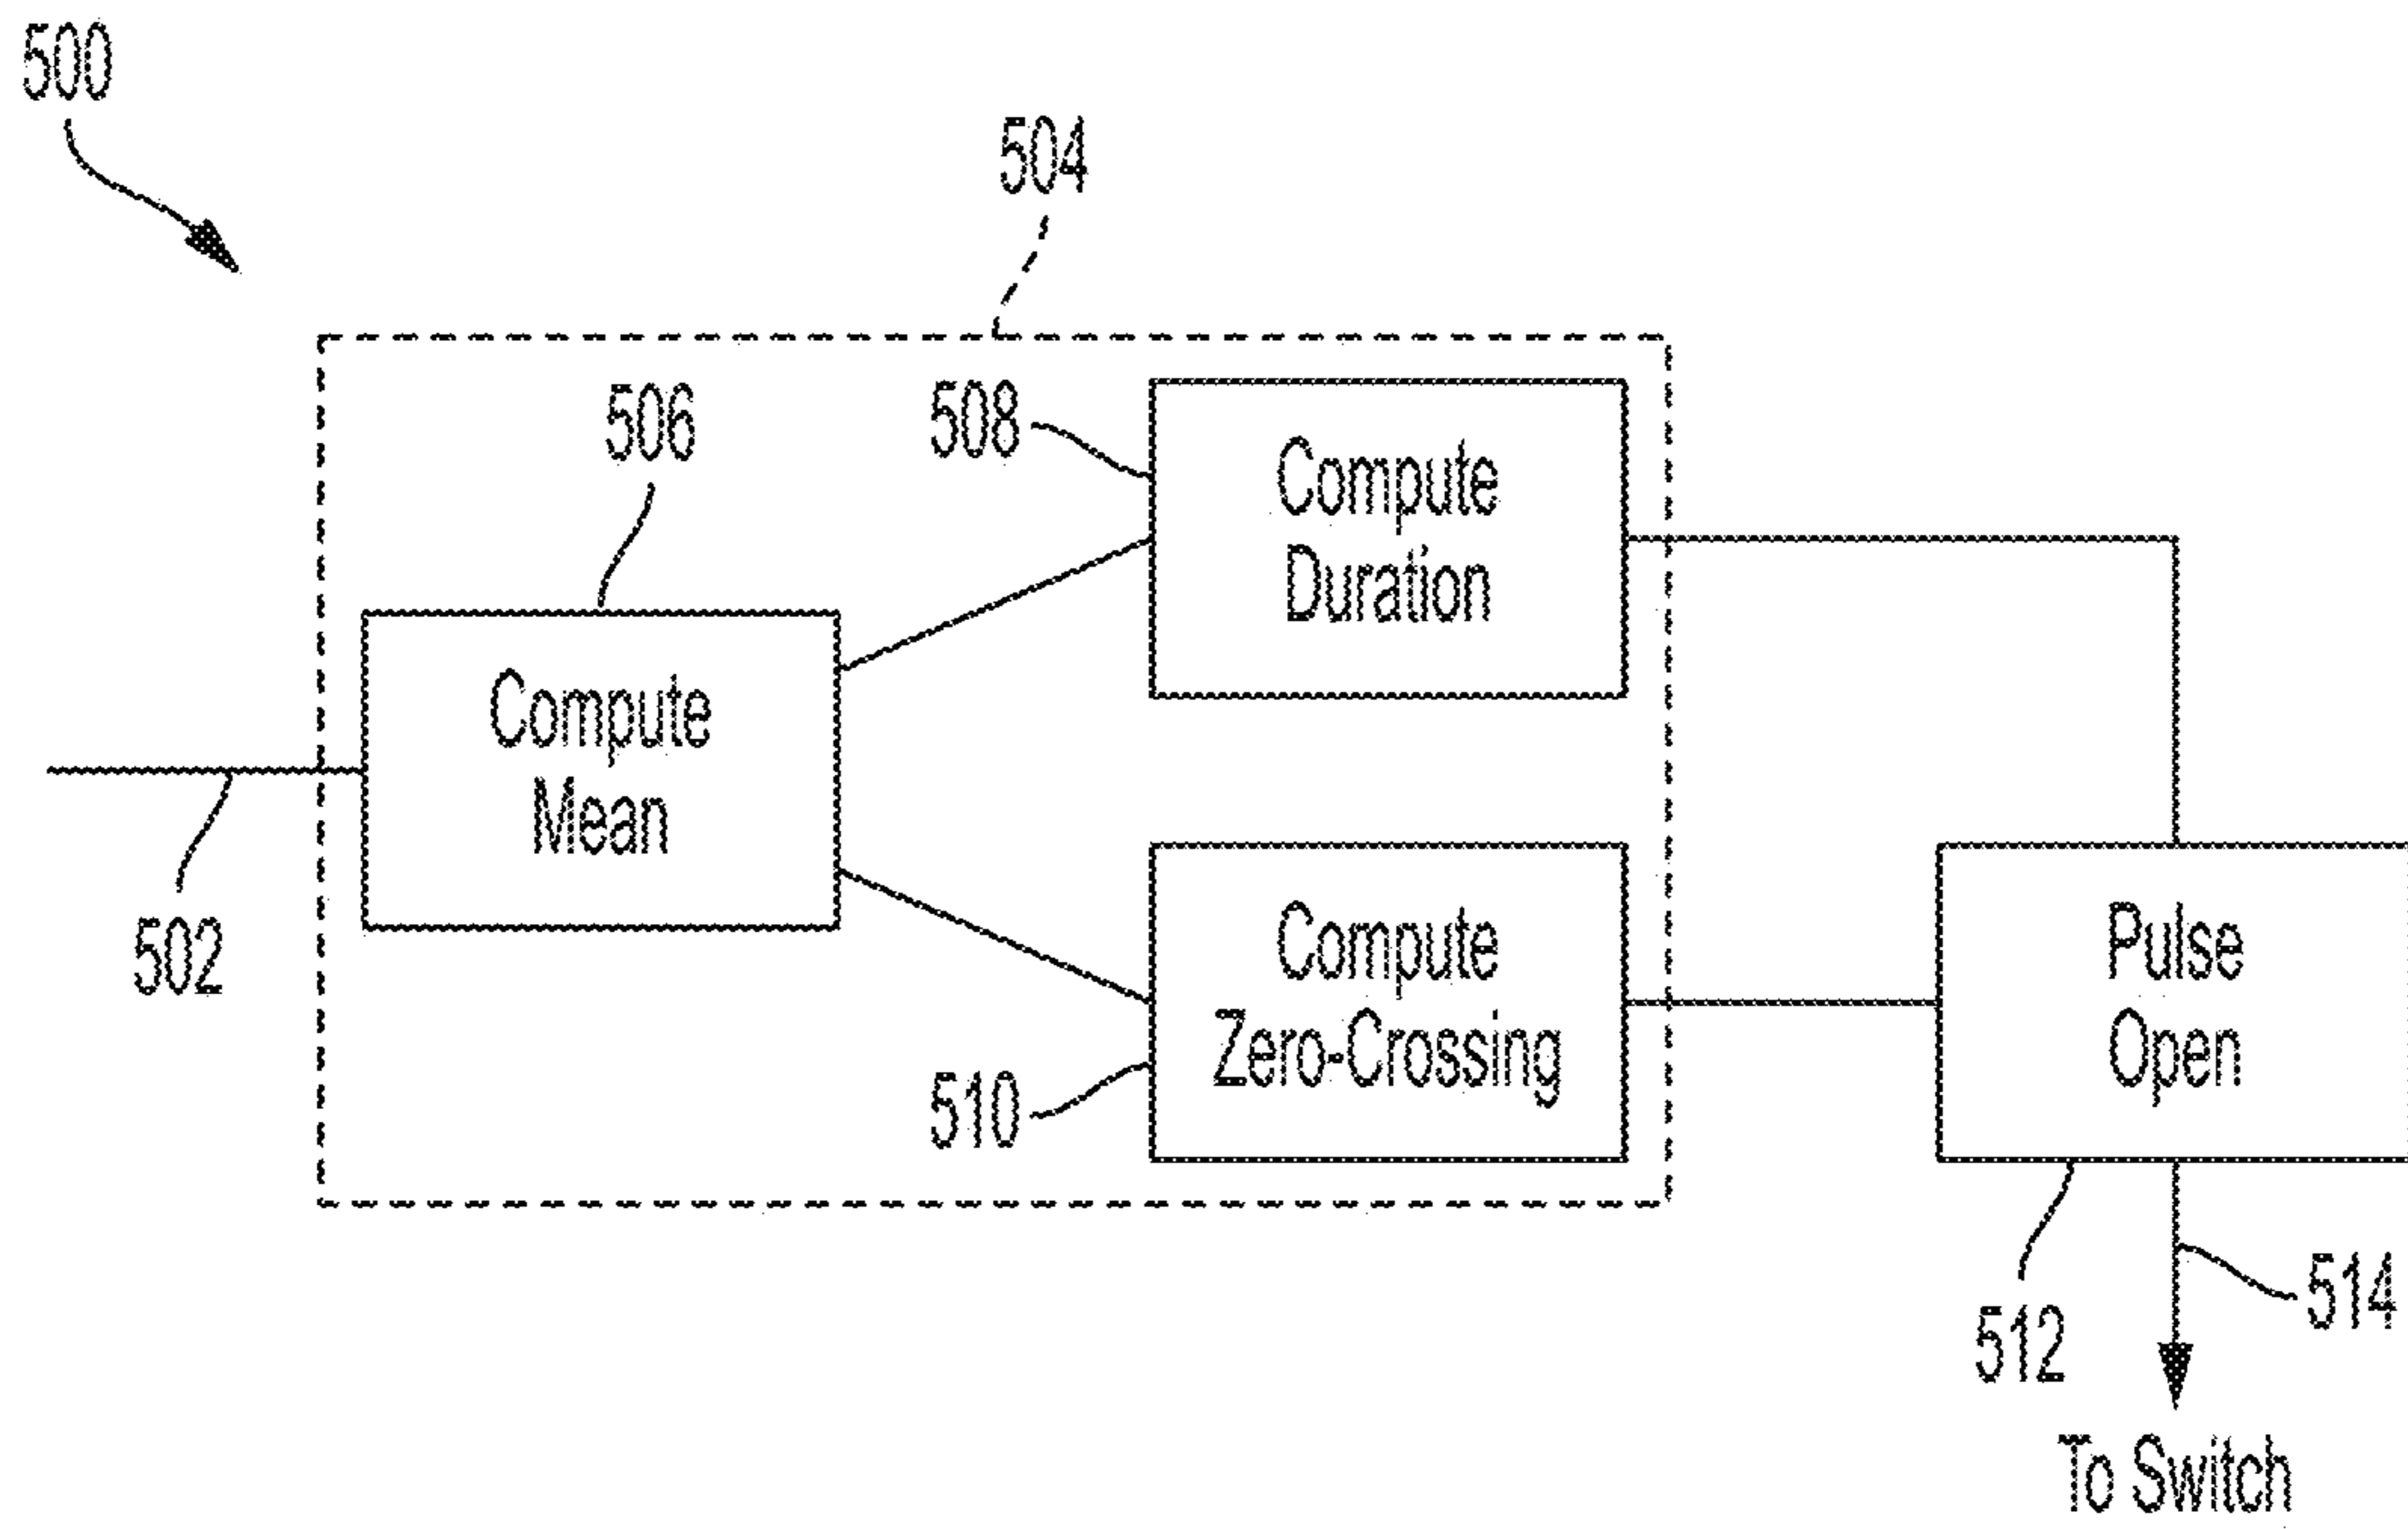 500
504
506
508
Compute
Duration
Compute
Mean
502
510
Compute
Zero-Crossing
Pulse
Open
512
514
To Switch